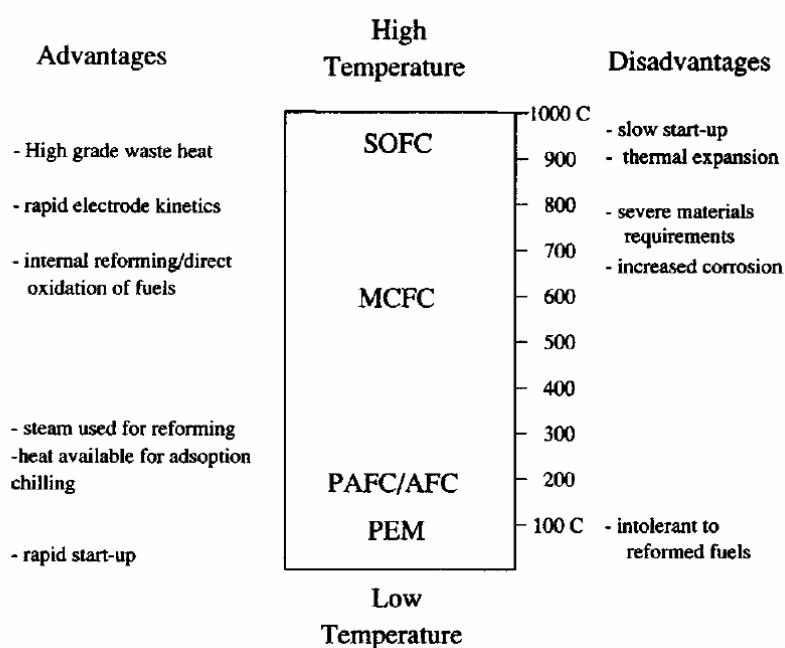 High
Temperature
Advantages
Disadvantages
- High grade waste heat
- rapid electrode kinetics
- internal reforming/direct
oxidation of fuels
- steam used for reforming
-heat available for adsoption
chilling
- rapid start-up
SOFC
MCFC
PAFC/AFC
PEM
1000 C
900
800
700
600
500
400
300
200
100 C
- slow start-up
- thermal expansion
- severe materials
requirements
- increased corrosion
- intolerant to
reformed fuels
Low
Temperature